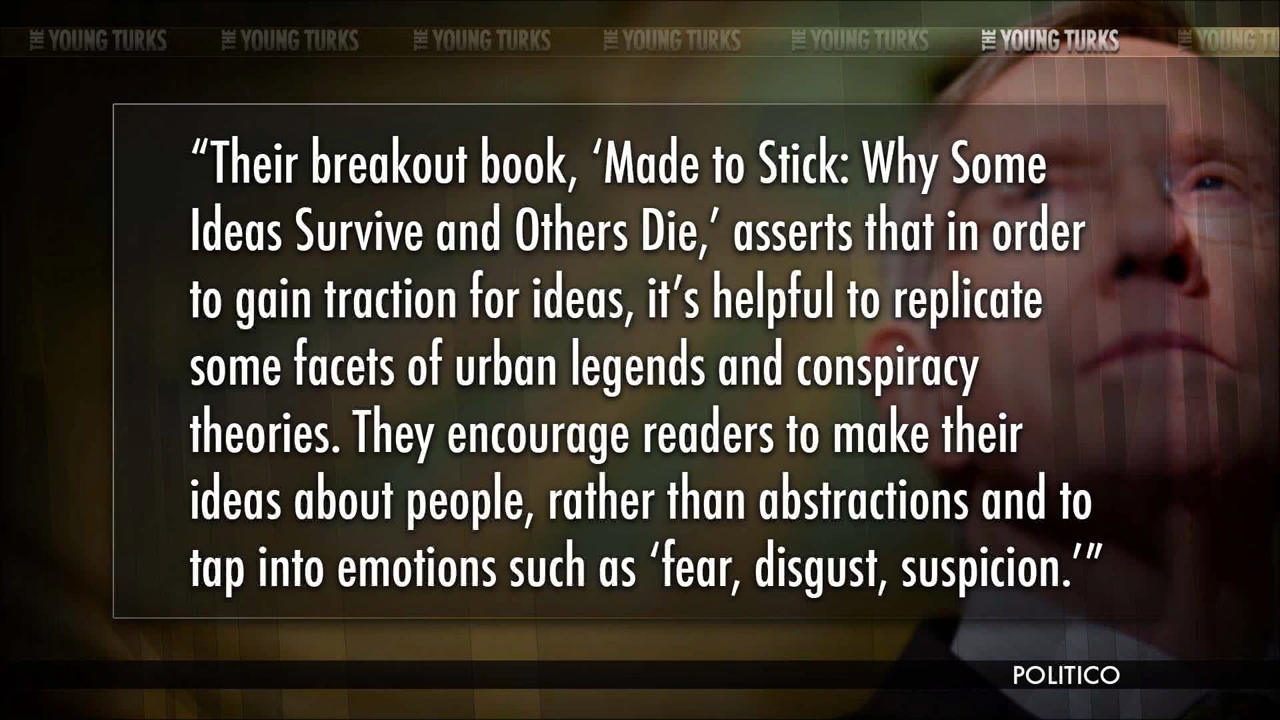 THE YOUNG TURKS THE YOUNG TURKS THE YOUNG TURKS THE YOUNG TURKS THE YOUNG TURKS THE YOUNG TURKS THE YOUNG T
“Their breakout book, ‘Made to Stick: Why Some
Ideas Survive and Others Die,’ asserts that in order
to gain traction for ideas, it’s helpful to replicate
some facets of urban legends and conspiracy
theories. They encourage readers to make their
ideas about people, rather than abstractions and to
tap into emotions such as ‘fear, disgust, suspicion.’”
POLITICO